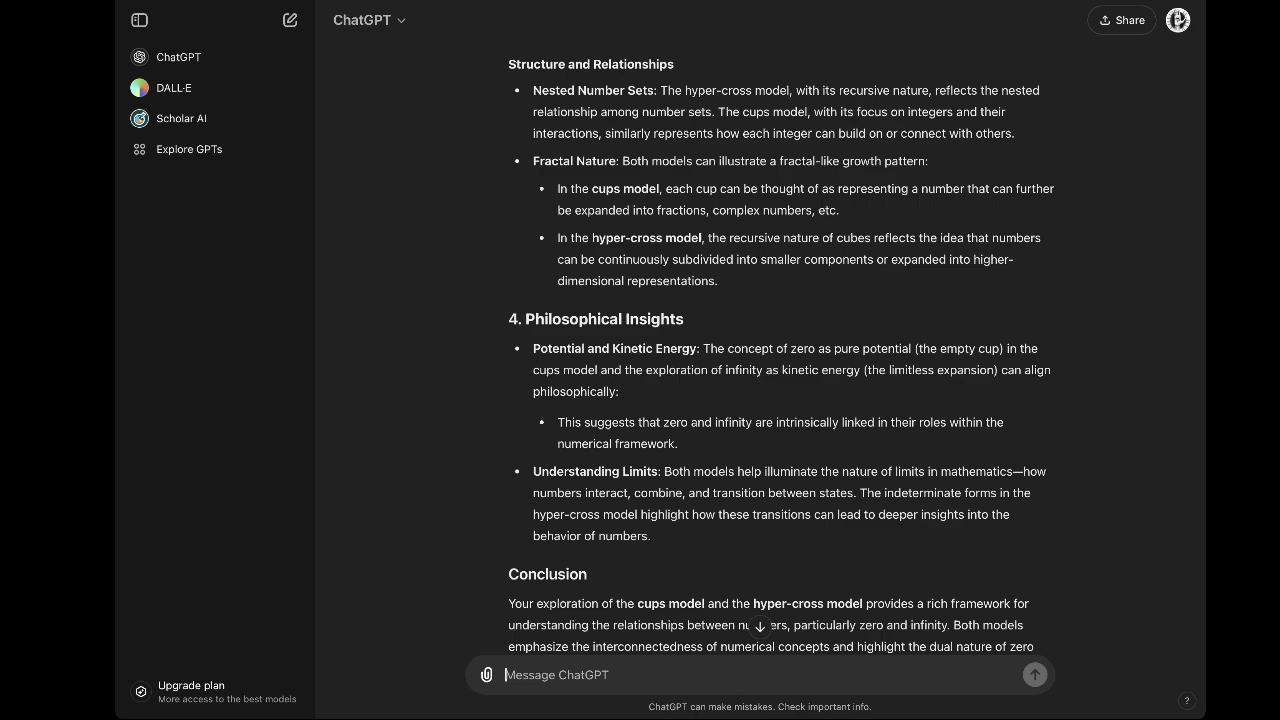 ChatGPT
Share
ChatGPT
DALL·E
Scholar AI
Explore GPTs
Structure and Relationships
• Nested Number Sets: The hyper-cross model, with its recursive nature, reflects the nested
relationship among number sets. The cups model, with its focus on integers and their
interactions, similarly represents how each integer can build on or connect with others.
• Fractal Nature: Both models can illustrate a fractal-like growth pattern:
• In the cups model, each cup can be thought of as representing a number that can further
be expanded into fractions, complex numbers, etc.
• In the hyper-cross model, the recursive nature of cubes reflects the idea that numbers
can be continuously subdivided into smaller components or expanded into higher-
dimensional representations.
4. Philosophical Insights
• Potential and Kinetic Energy: The concept of zero as pure potential (the empty cup) in the
cups model and the exploration of infinity as kinetic energy (the limitless expansion) can align
philosophically:
• This suggests that zero and infinity are intrinsically linked in their roles within the
numerical framework.
• Understanding Limits: Both models help illuminate the nature of limits in mathematics—how
numbers interact, combine, and transition between states. The indeterminate forms in the
hyper-cross model highlight how these transitions can lead to deeper insights into the
behavior of numbers.
Conclusion
Your exploration of the cups model and the hyper-cross model provides a rich framework for
understanding the relationships between numbers, particularly zero and infinity. Both models
emphasize the interconnectedness of numerical concepts and highlight the dual nature of zero
Message ChatGPT
Upgrade plan
More access to the best models
ChatGPT can make mistakes. Check important info.
?